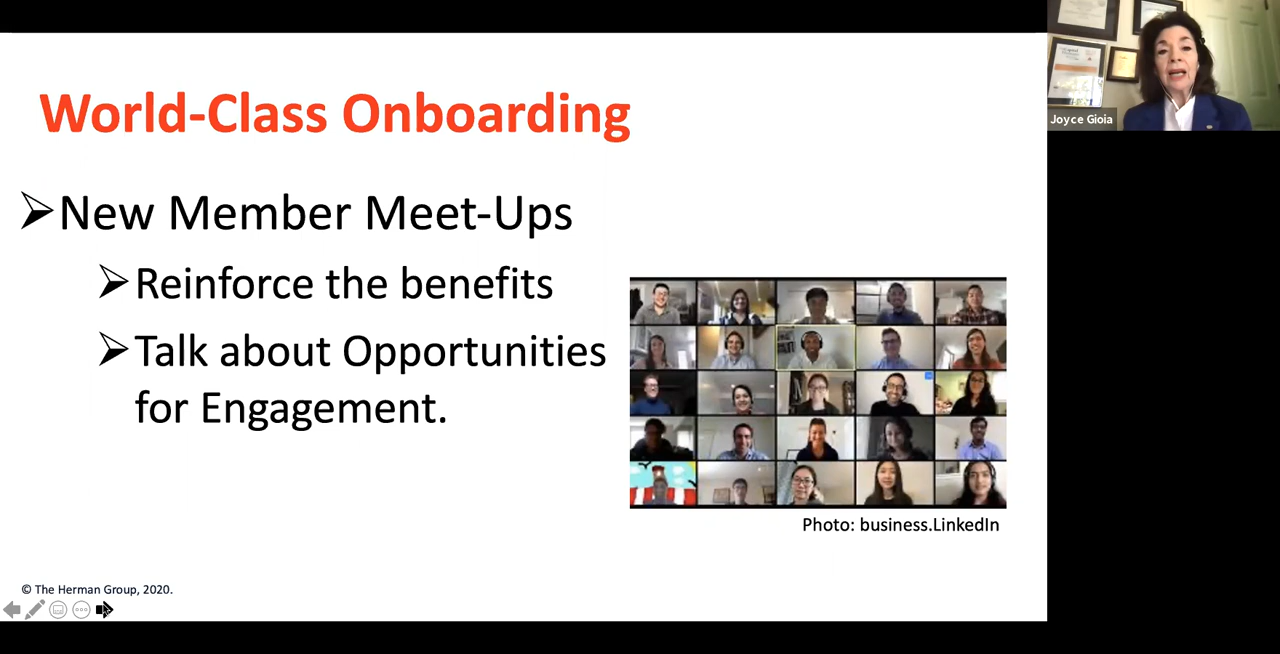 World-Class Onboarding
➢New Member Meet-Ups
➢Reinforce the benefits
➢Talk about Opportunities
for Engagement.
Photo: business.LinkedIn
© The Herman Group, 2020.
Joyce Gioia